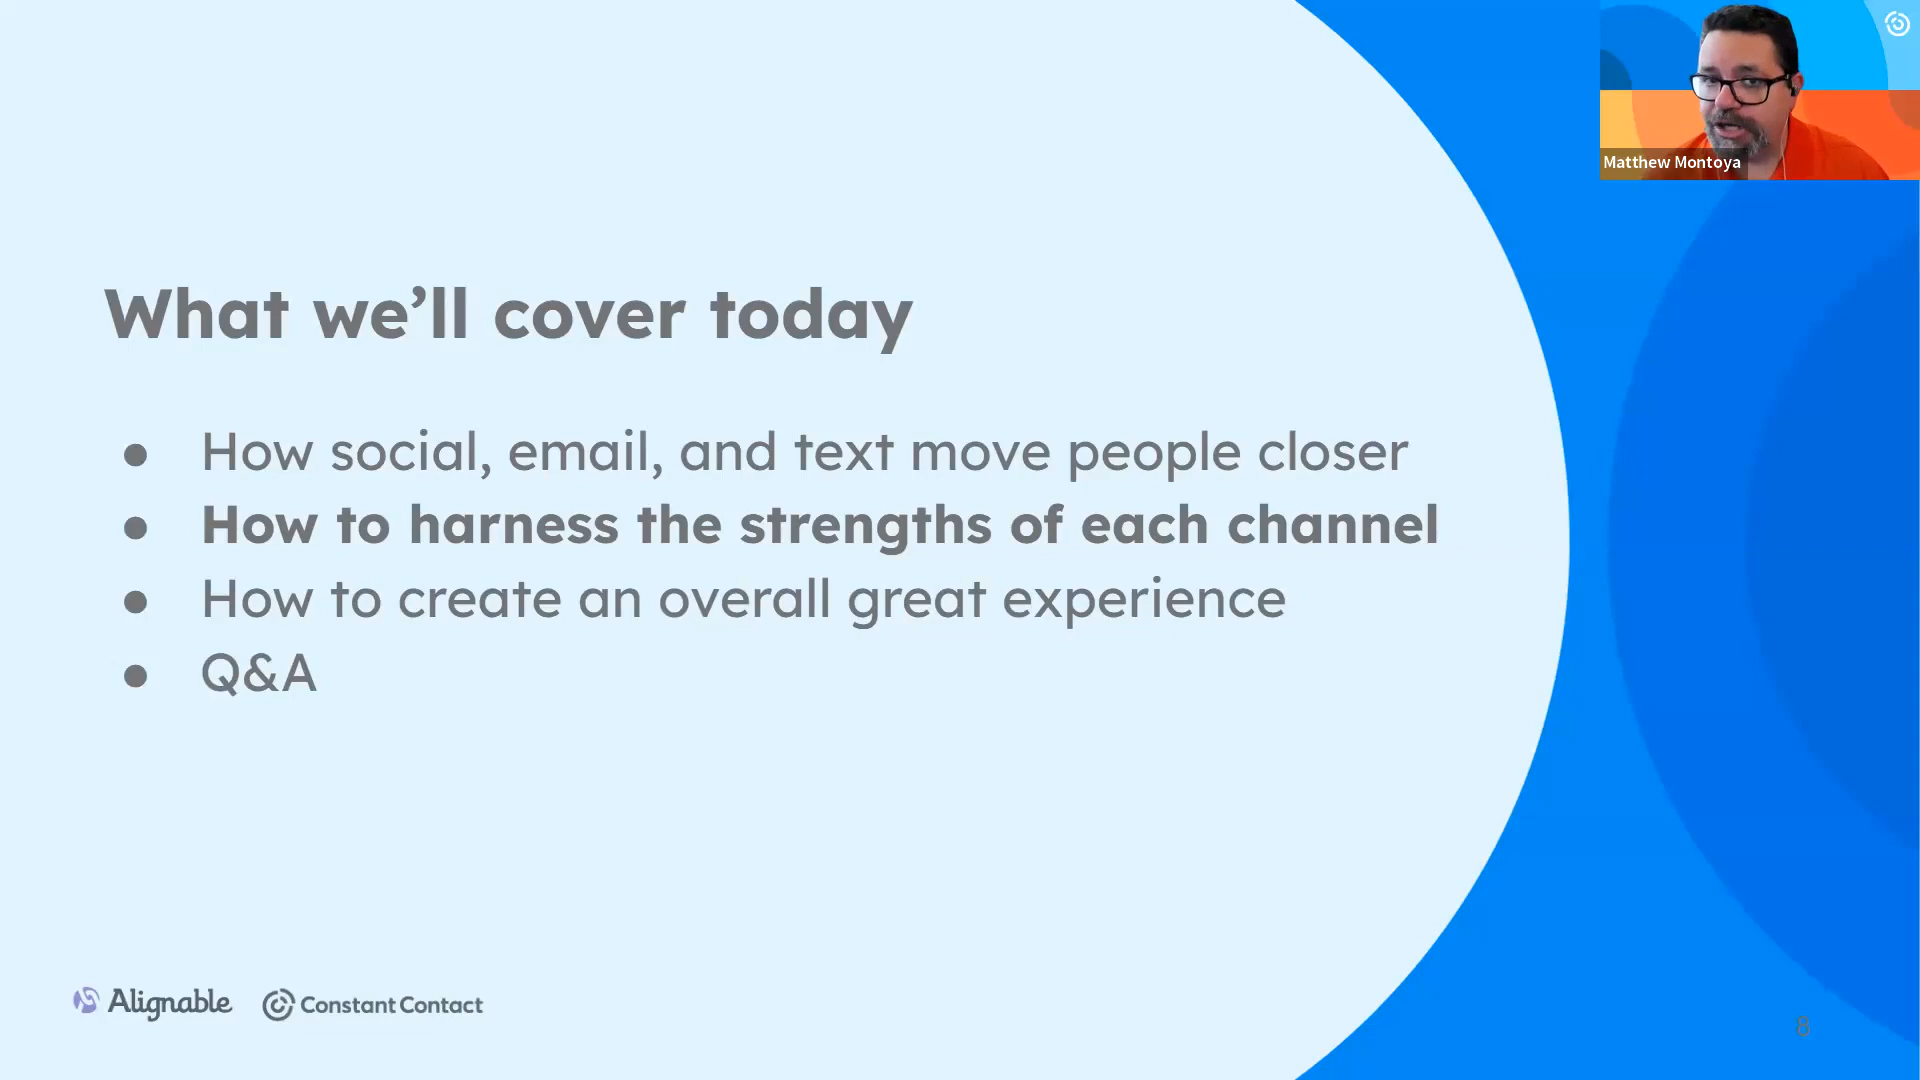 Matthew Montoya
What we’ll cover today
● How social, email, and text move people closer
● How to harness the strengths of each channel
● How to create an overall great experience
● Q&A
Alignable
Constant Contact
8